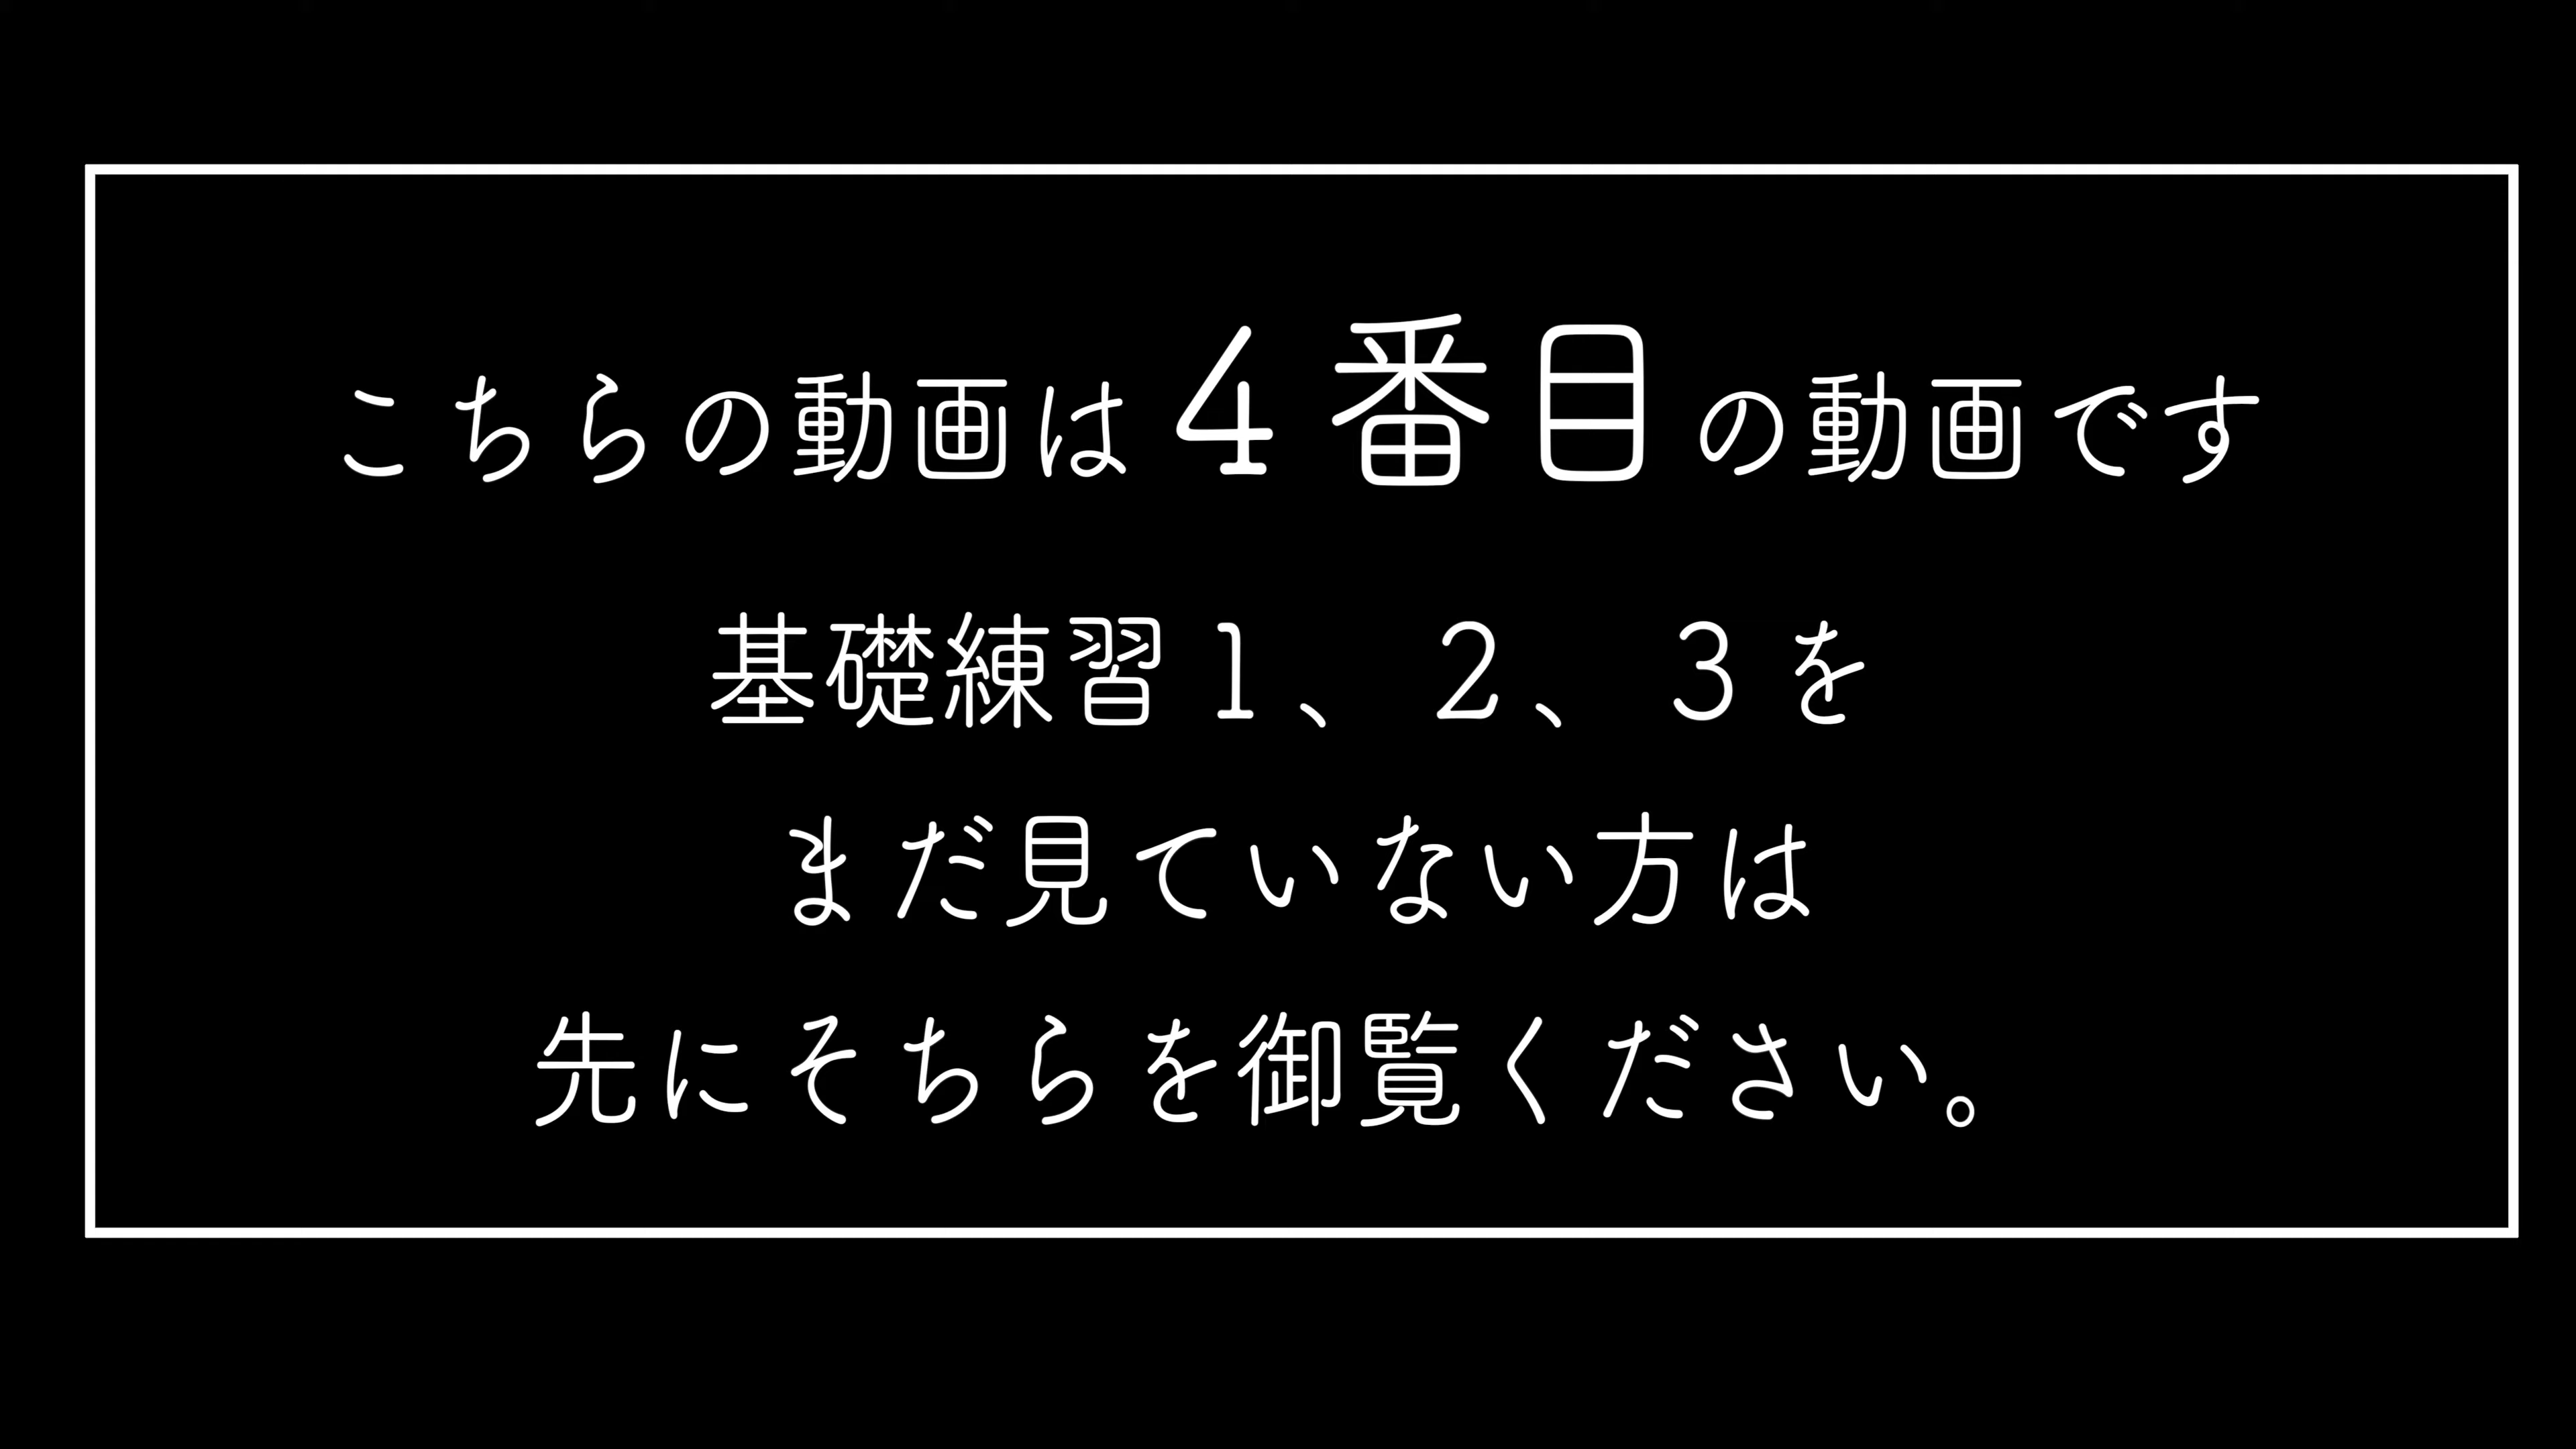 こちらの動画は４番目の動画です
基礎練習１、２、３を
まだ見ていない方は
先にそちらを御覧ください。